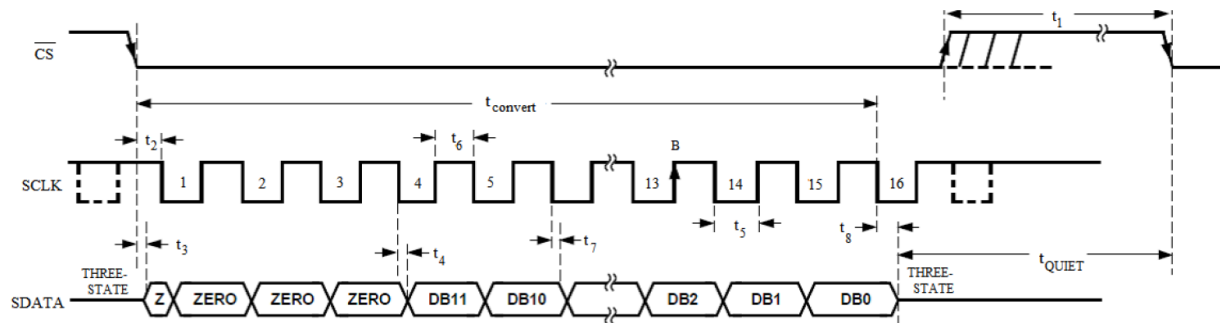 t1
CS
tconvert
t2
t6
B
SCLK
1
2
3
4
5
13
14
15
16
t3
t4
t7
t5
t8
tQUIET
THREE-
STATE
THREE-
STATE
SDATA
Z
ZERO
ZERO
ZERO
DB11
DB10
DB2
DB1
DB0